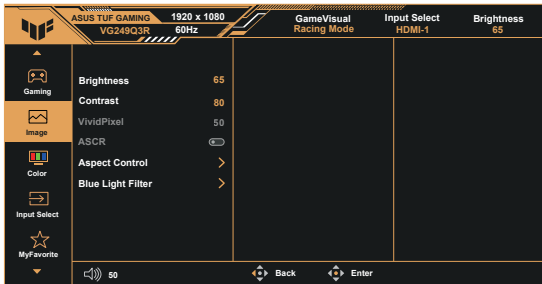 ASUS TUF GAMING 1920 x 1080 GameVisual Input Select Brightness
VG249Q3R 60Hz Racing Mode HDMI-1 65
Gaming
Image
Color
Input Select
MyFavorite
Brightness 65
Contrast 80
VividPixel 50
ASCR
Aspect Control
Blue Light Filter
50 Back Enter